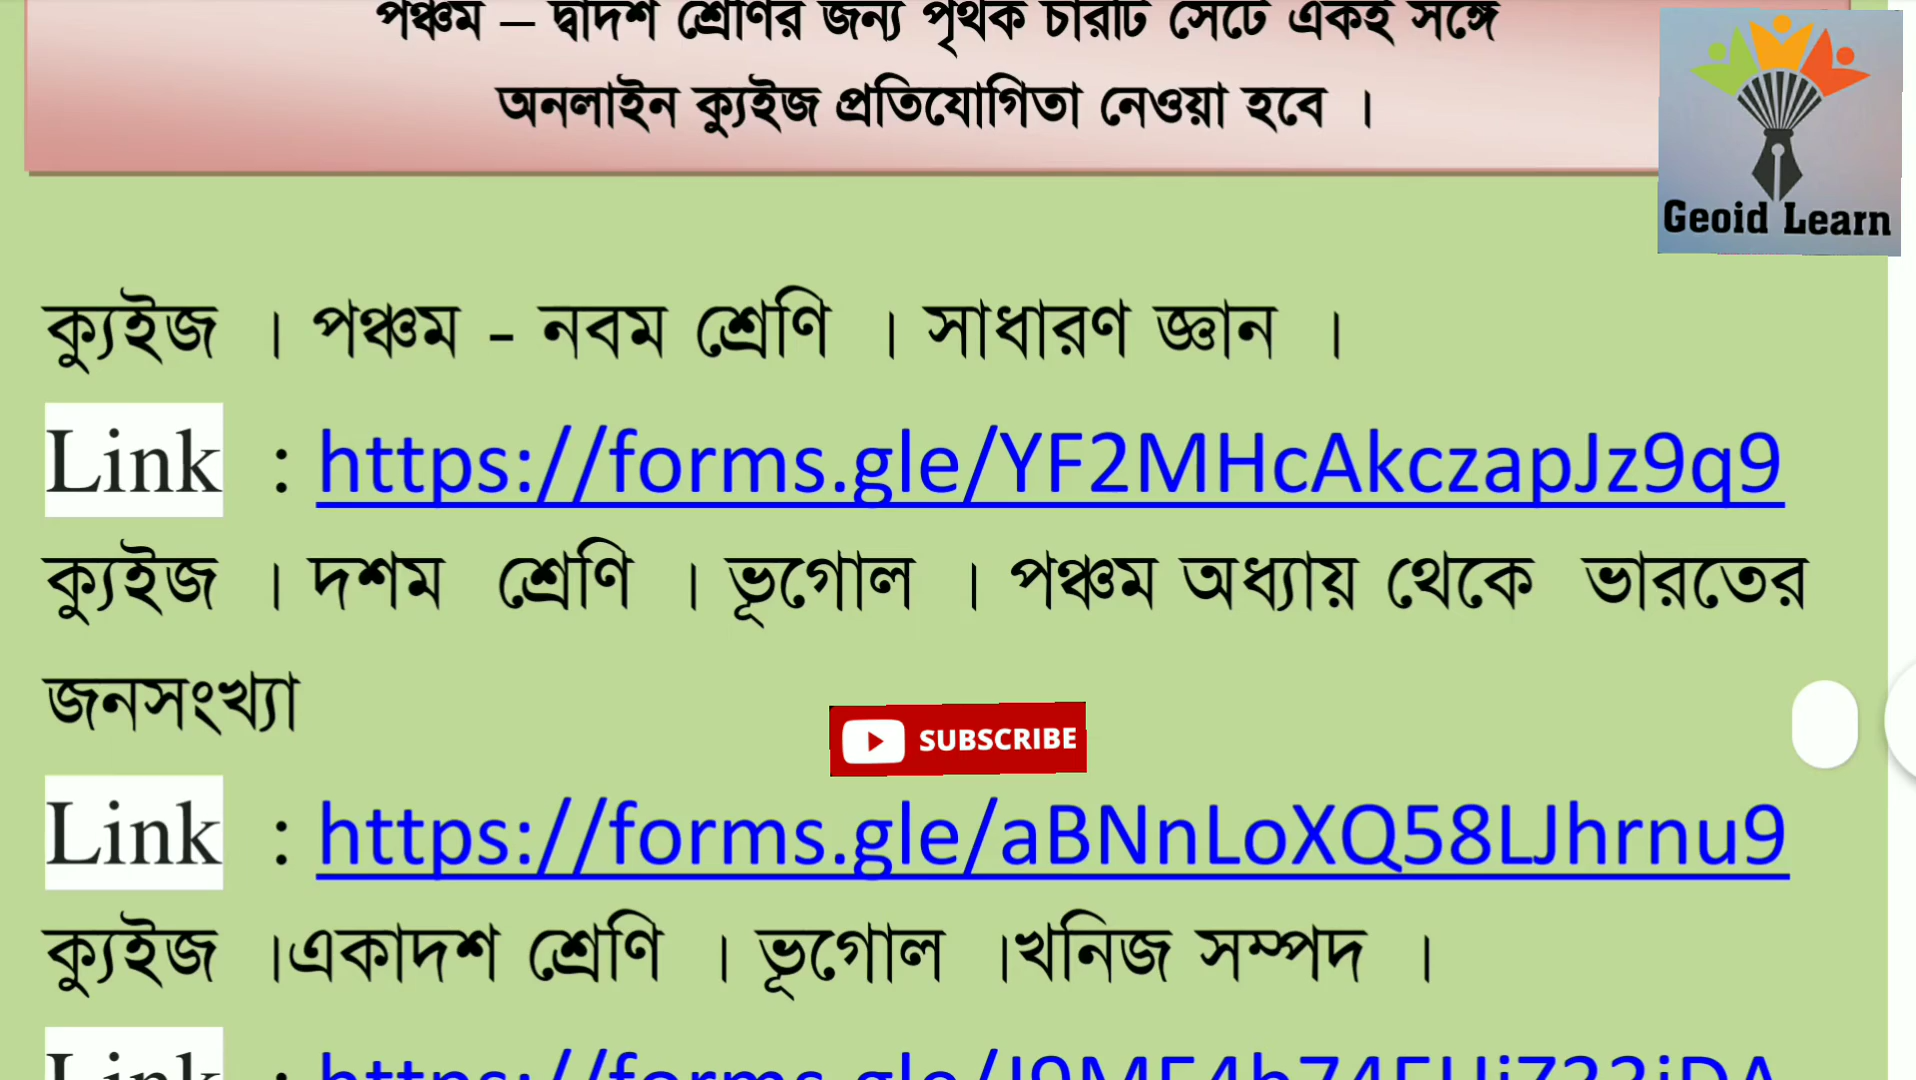 পঞ্চম – দ্বাদশ শ্রেণির জন্য পৃথক চারটি সেটে একই সঙ্গে
অনলাইন ক্যুইজ প্রতিযোগিতা নেওয়া হবে ।
Geoid Learn
ক্যুইজ । পঞ্চম - নবম শ্রেণি । সাধারণ জ্ঞান ।
Link : https://forms.gle/YF2MHcAkczapJz9q9
ক্যুইজ । দশম শ্রেণি । ভূগোল । পঞ্চম অধ্যায় থেকে ভারতের
জনসংখ্যা
SUBSCRIBE
Link : https://forms.gle/aBNnLoXQ58LJhrnu9
ক্যুইজ ।একাদশ শ্রেণি । ভূগোল ।খনিজ সম্পদ ।
Link :